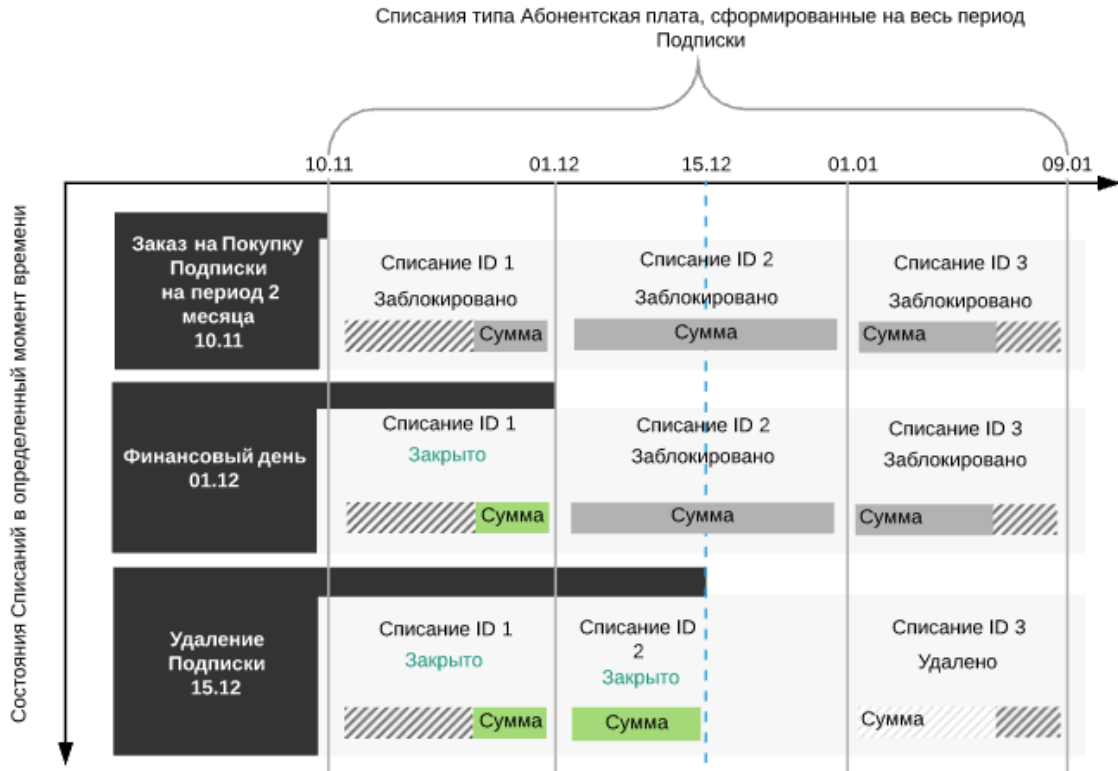 Списания типа Абонентская плата, сформированные на весь период
Подписки
10.11
01.12
15.12
01.01
09.01
Состояния Списаний в определенный момент времени
Заказ на Покупку
Подписки
на период 2
месяца
10.11
Списание ID 1
Заблокировано
Сумма
Списание ID 2
Заблокировано
Сумма
Списание ID 3
Заблокировано
Сумма
Финансовый день
01.12
Списание ID 1
Закрыто
Сумма
Списание ID 2
Заблокировано
Сумма
Списание ID 3
Заблокировано
Сумма
Удаление
Подписки
15.12
Списание ID 1
Закрыто
Сумма
Списание ID
2
Закрыто
Сумма
Списание ID 3
Удалено
Сумма